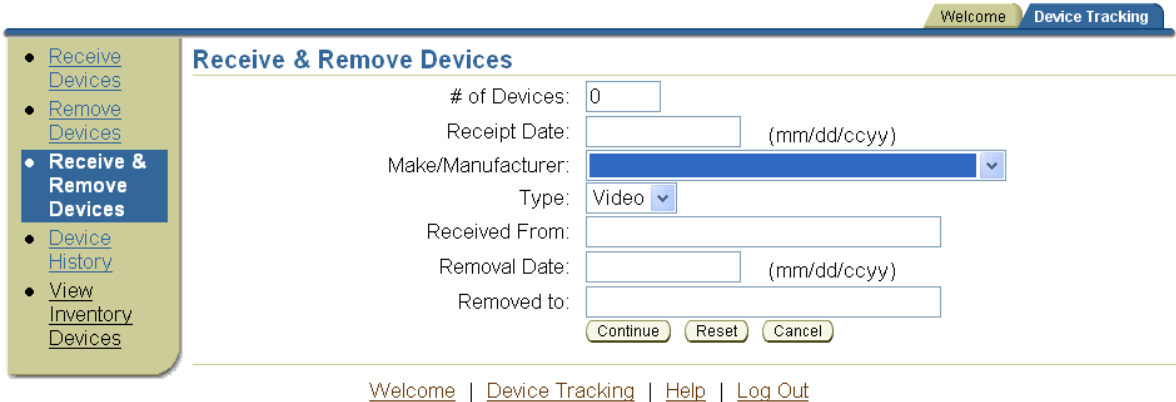 Welcome Device Tracking
Receive
Devices
Remove
Devices
Receive &
Remove
Devices
Device
History
View
Inventory
Devices
Receive & Remove Devices
# of Devices: 0
Receipt Date: (mm/dd/ccyy)
Make/Manufacturer:
Type: Video
Received From:
Removal Date: (mm/dd/ccyy)
Removed to:
Continue Reset Cancel
Welcome | Device Tracking | Help | Log Out